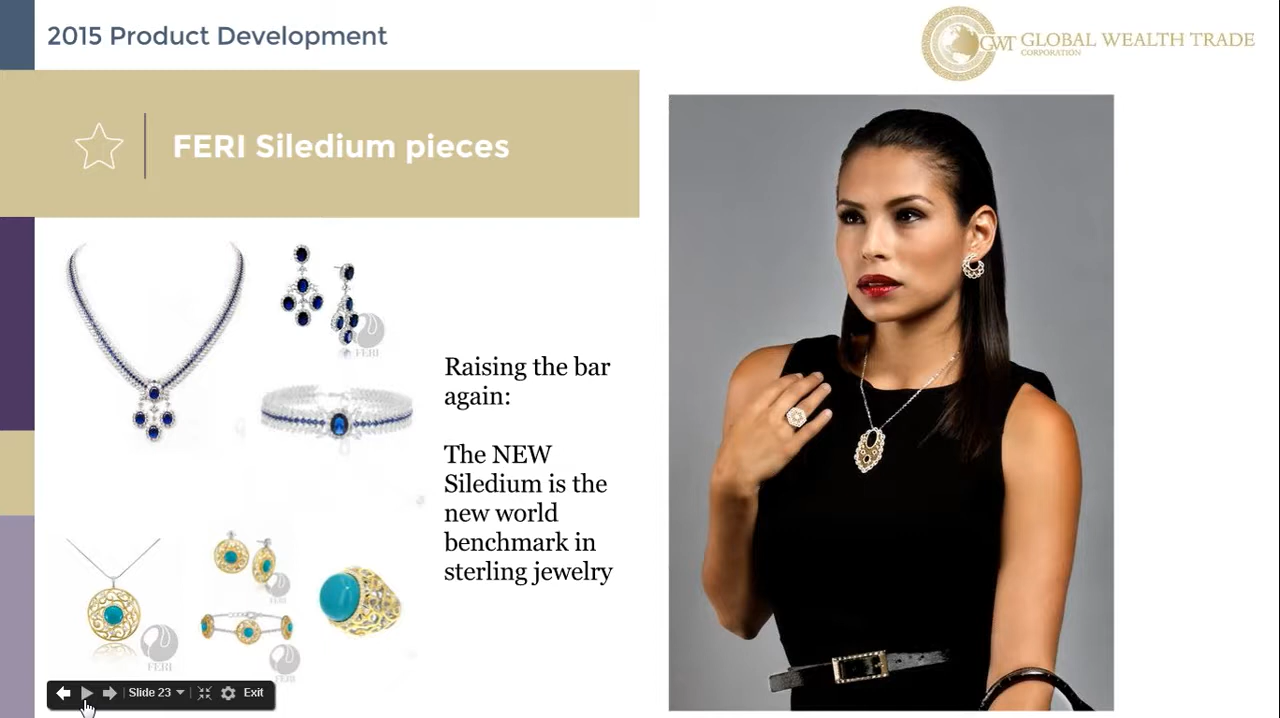 2015 Product Development
GWT GLOBAL WEALTH TRADE
CORPORATION
FERI Siledium pieces
FERI
Raising the bar
again:
The NEW
Siledium is the
new world
benchmark in
sterling jewelry
FERI
FERI
FERI
Slide 23
Exit